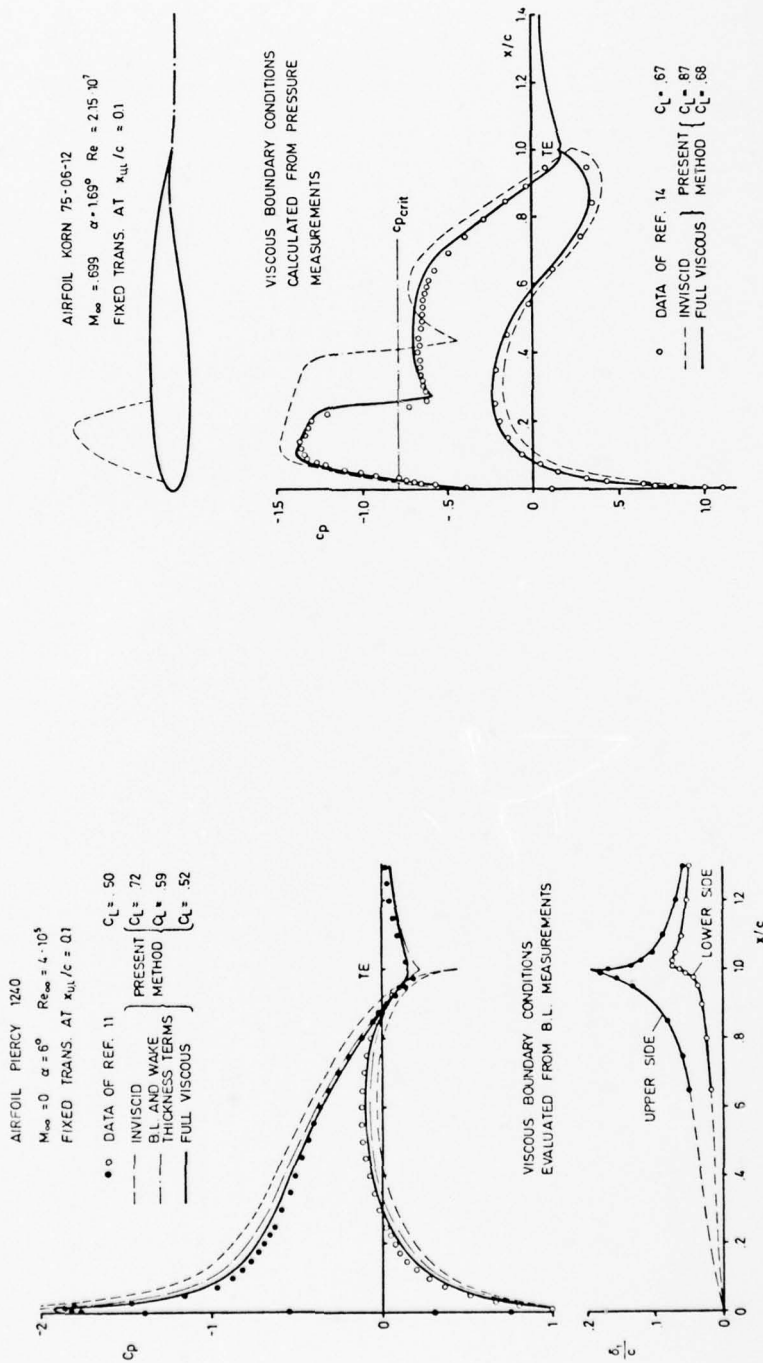 AIRFOIL PIERCY 1240
M∞ = 0 α = 6° Re∞ = 4·10⁵
FIXED TRANS. AT xUL/c = 0.1
DATA OF REF. 11 CL = .50
INVISCID
B.L. AND WAKE
THICKNESS TERMS
FULL VISCOUS
PRESENT
METHOD
CL = .72
CL = .59
CL = .52
-2
cp
-1
0
1
TE
VISCOUS BOUNDARY CONDITIONS
EVALUATED FROM B.L. MEASUREMENTS
.2
δ1/c
.1
0
UPPER SIDE
LOWER SIDE
0 .2 .4 .6 .8 1.0 1.2
x/c
AIRFOIL KORN 75-06-12
M∞ = .699 α = 1.69° Re = 2.15·10⁷
FIXED TRANS. AT xUL/c = 0.1
VISCOUS BOUNDARY CONDITIONS
CALCULATED FROM PRESSURE
MEASUREMENTS
-1.5
cp
-1.0
-.5
0
.5
1.0
cpcrit
.2 .4 .6 .8 1.0 1.2 1.4
x/c
TE
DATA OF REF. 14 CL = .67
INVISCID
FULL VISCOUS
PRESENT
METHOD
CL = .87
CL = .68